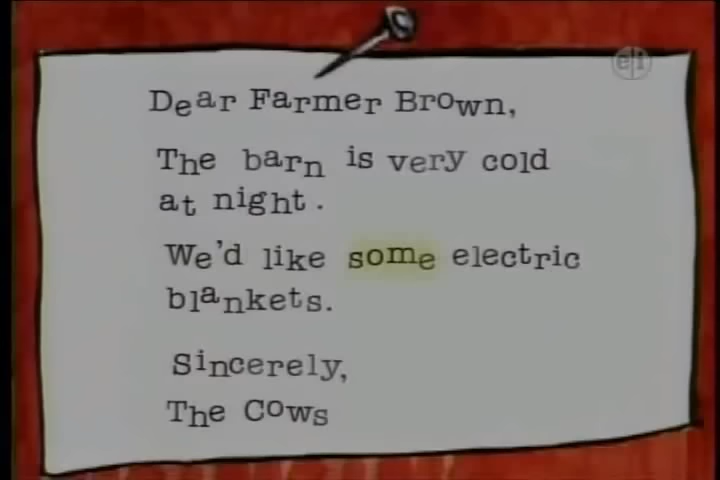 e/i
Dear Farmer Brown,
The barn is very cold
at night.
We'd like some electric
blankets.
Sincerely,
The Cows